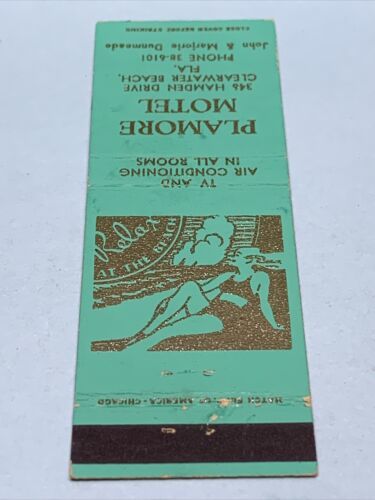 CLOSE COVER BEFORE STRIKING
John & Marjorie Dunmeade
PHONE 38-6101
FLA.
CLEARWATER BEACH,
346 HAMDEN DRIVE
MOTEL
PLAMORE
IN ALL ROOMS
AIR CONDITIONING
TV AND
Relax
AT THE BEACH
MATCH OF AMERICA-CHICAGO